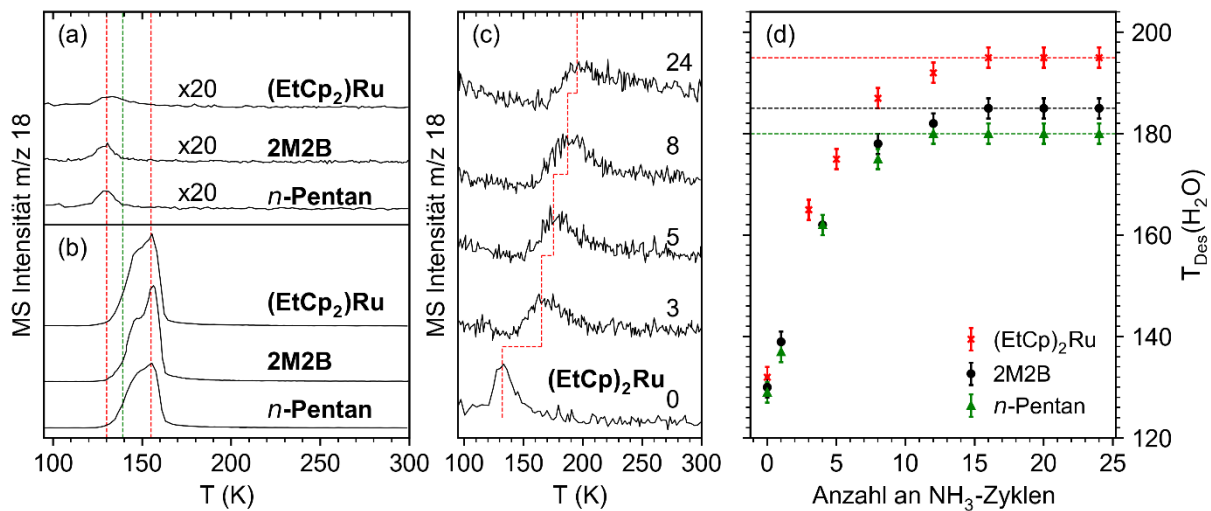 (a)
x20 (EtCp₂)Ru
x20 2M2B
x20 n-Pentan
(b)
(EtCp₂)Ru
2M2B
n-Pentan
MS Intensität m/z 18
100 150 200 250 300
T (K)
(c)
24
8
5
3
(EtCp)₂Ru 0
MS Intensität m/z 18
100 150 200 250 300
T (K)
(d)
200
180
160
140
120
T_Des(H₂O)
(EtCp)₂Ru
2M2B
n-Pentan
0 5 10 15 20 25
Anzahl an NH₃-Zyklen